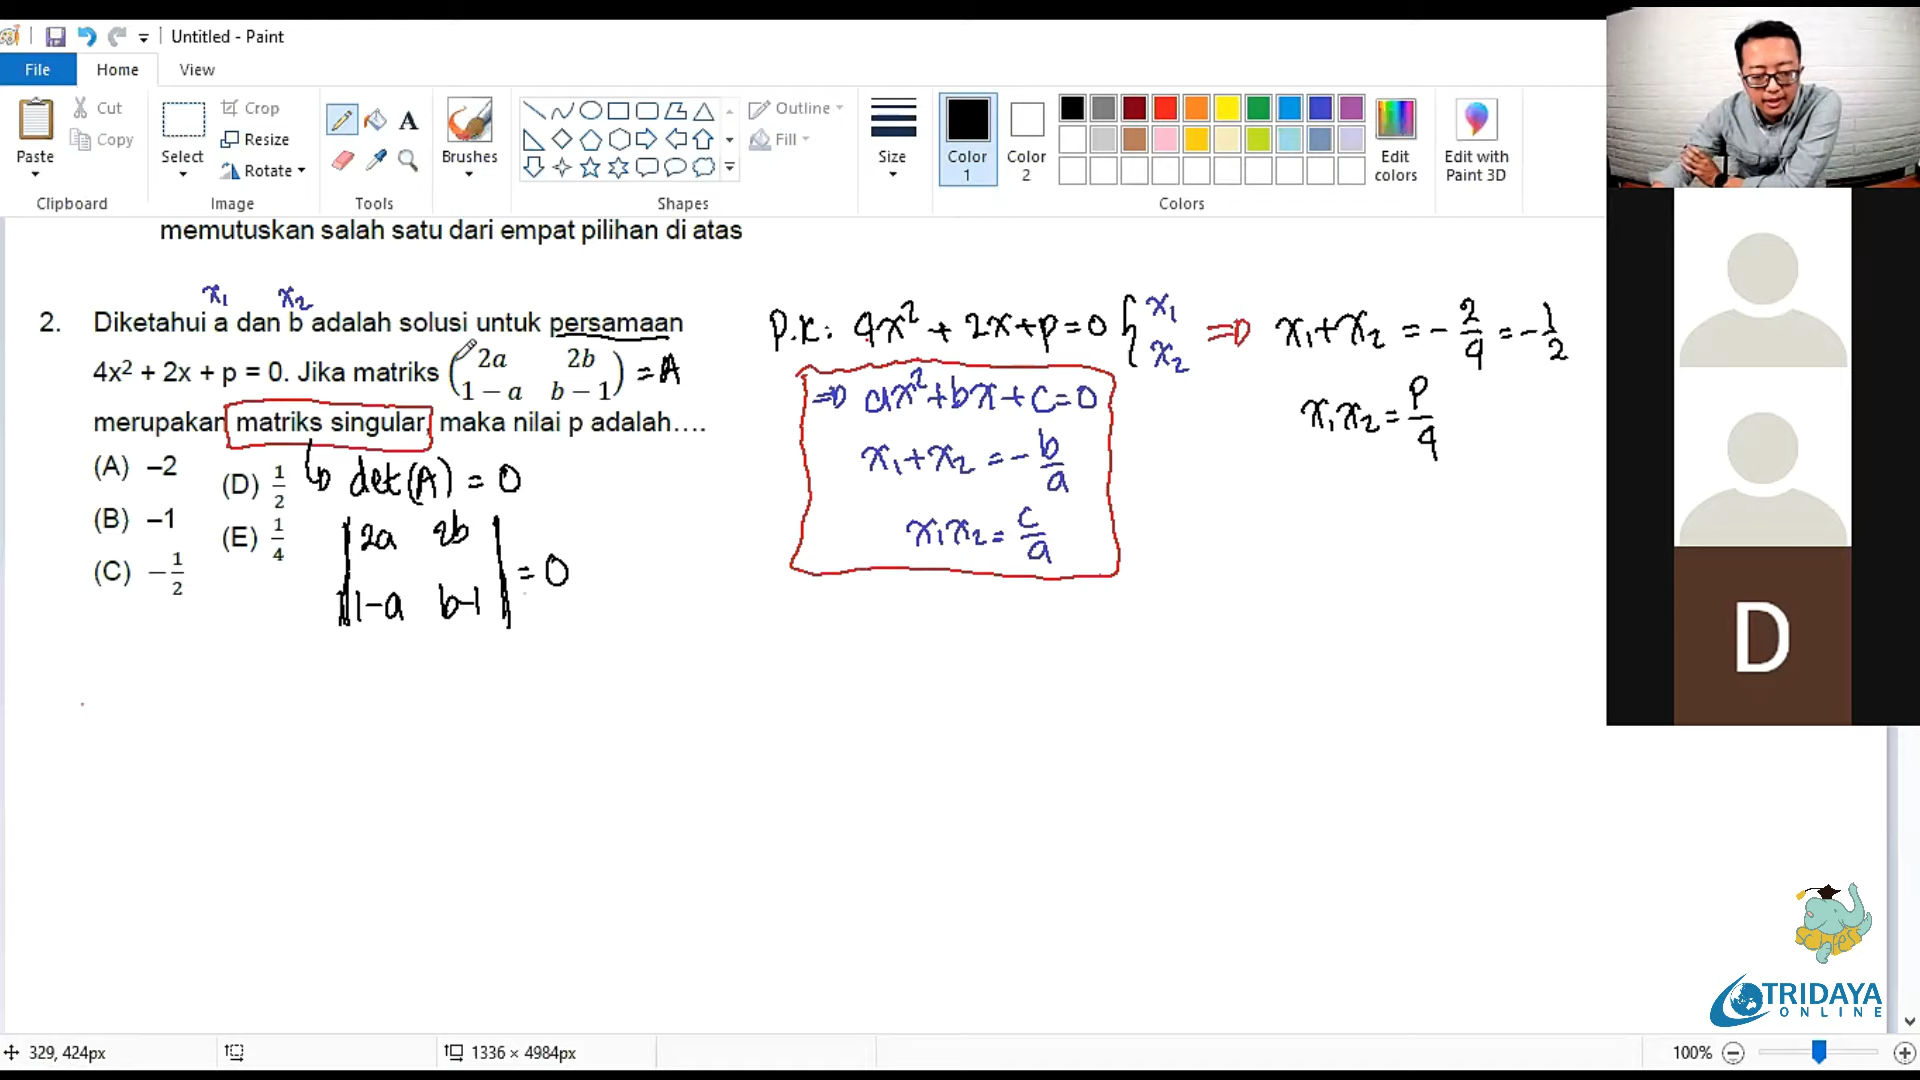 Untitled - Paint
File Home View
Paste
Cut
Copy
Clipboard
Select
Crop
Resize
Rotate
Image
A
Tools
Brushes
Shapes
Outline
Fill
Size
Color 1
Color 2
Edit colors
Edit with Paint 3D
Colors
memutuskan salah satu dari empat pilihan di atas
x₁ x₂
2. Diketahui a dan b adalah solusi untuk persamaan
4x² + 2x + p = 0. Jika matriks (2a 2b
1 − a b − 1) = A
merupakan matriks singular, maka nilai p adalah….
(A) –2
(B) –1
(C) −1/2
(D) 1/2
(E) 1/4
det(A) = 0
|2a 2b
1-a b-1| = 0
P.K: 4x² + 2x+p=0 { x₁
x₂
⇒ x₁+x₂ = - 2/4 = - 1/2
x₁x₂ = p/4
⇒ ax²+bx+c=0
x₁+x₂ = - b/a
x₁x₂ = c/a
D
TRIDAYA
ONLINE
329, 424px
1336 × 4984px
100%